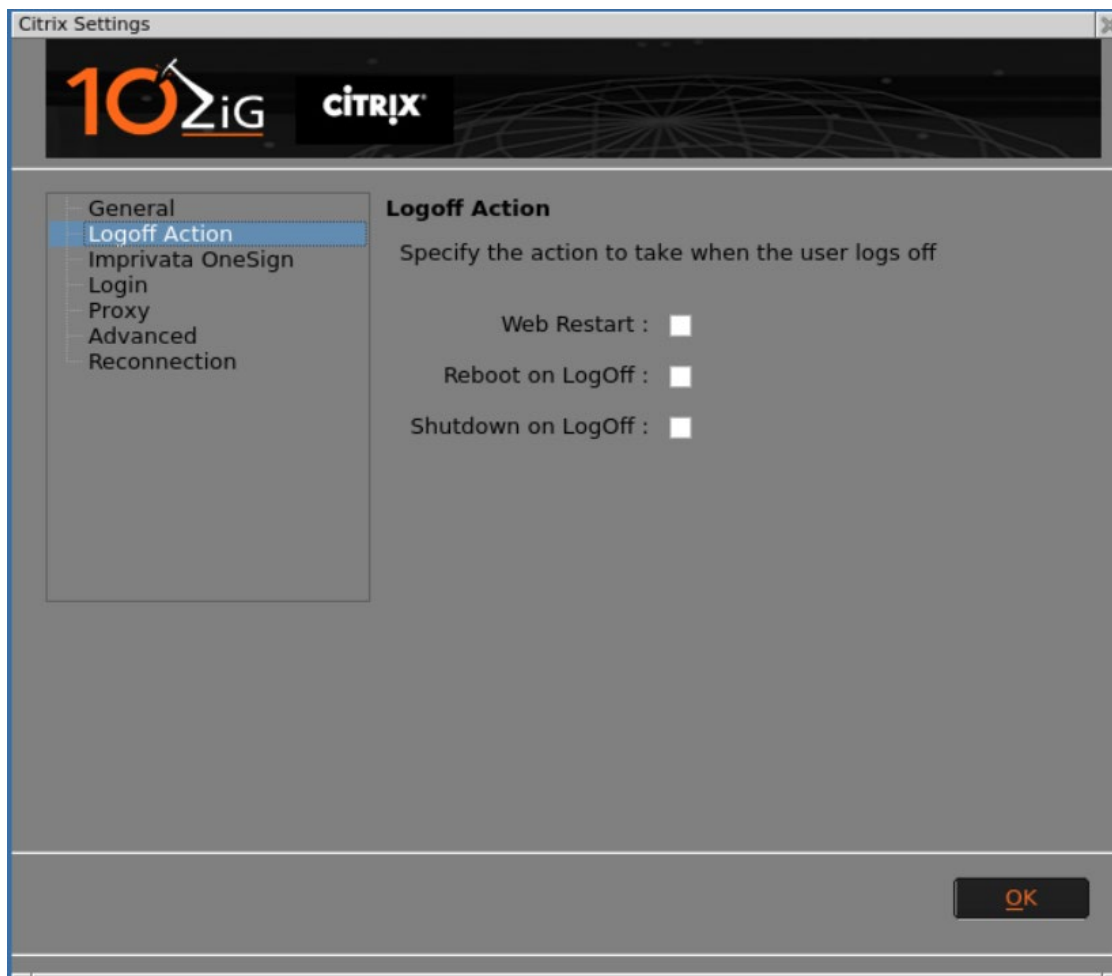 Citrix Settings
10ZiG CITRIX
General
Logoff Action
Imprivata OneSign
Login
Proxy
Advanced
Reconnection
Logoff Action
Specify the action to take when the user logs off
Web Restart :
Reboot on LogOff :
Shutdown on LogOff :
OK